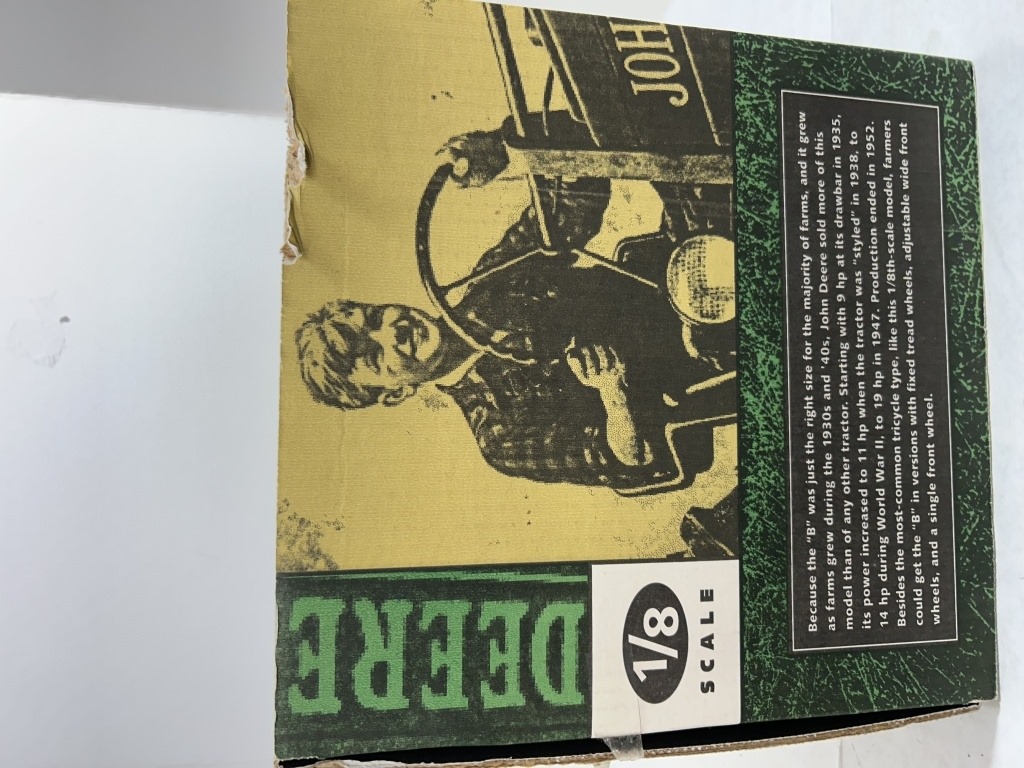 JOH
DEERE
1/8
SCALE
Because the "B" was just the right size for the majority of farms, and it grew
as farms grew during the 1930s and '40s, John Deere sold more of this
model than of any other tractor. Starting with 9 hp at its drawbar in 1935,
its power increased to 11 hp when the tractor was "styled" in 1938, to
14 hp during World War II, to 19 hp in 1947. Production ended in 1952.
Besides the most-common tricycle type, like this 1/8th-scale model, farmers
could get the "B" in versions with fixed tread wheels, adjustable wide front
wheels, and a single front wheel.